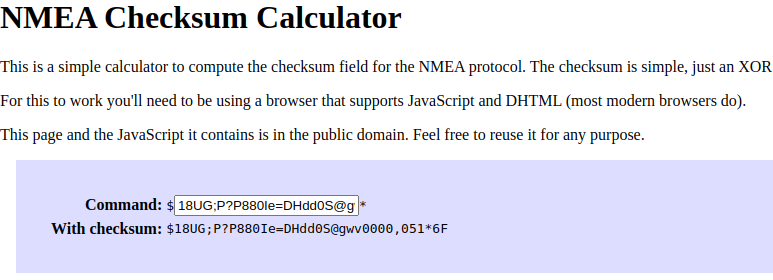 NMEA Checksum Calculator
This is a simple calculator to compute the checksum field for the NMEA protocol. The checksum is simple, just an XOR
For this to work you'll need to be using a browser that supports JavaScript and DHTML (most modern browsers do).
This page and the JavaScript it contains is in the public domain. Feel free to reuse it for any purpose.
Command: $18UG;P?P880Ie=DHdd0S@g*
With checksum: $18UG;P?P880Ie=DHdd0S@gwv0000,051*6F